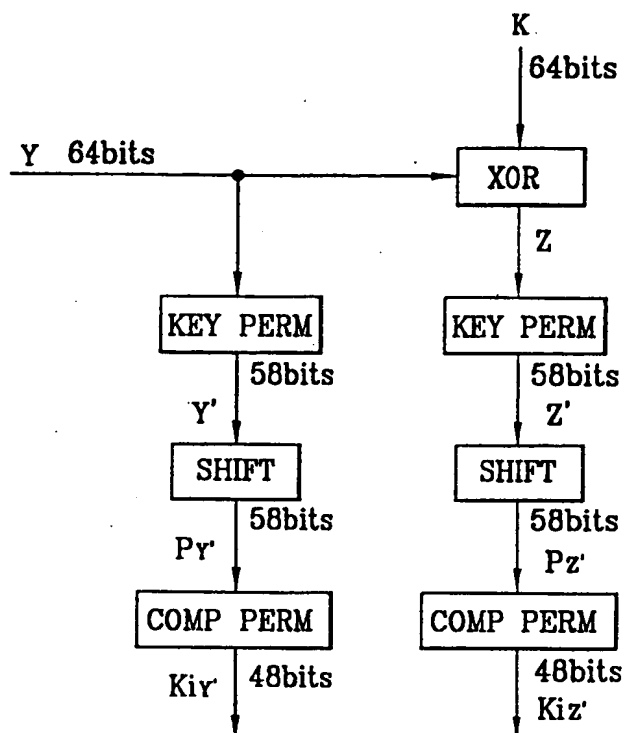 K
64bits
Y 64bits
XOR
Z
KEY PERM
KEY PERM
58bits
58bits
Y'
Z'
SHIFT
SHIFT
58bits
58bits
PY'
PZ'
COMP PERM
COMP PERM
KiY'
48bits
48bits
Kiz'